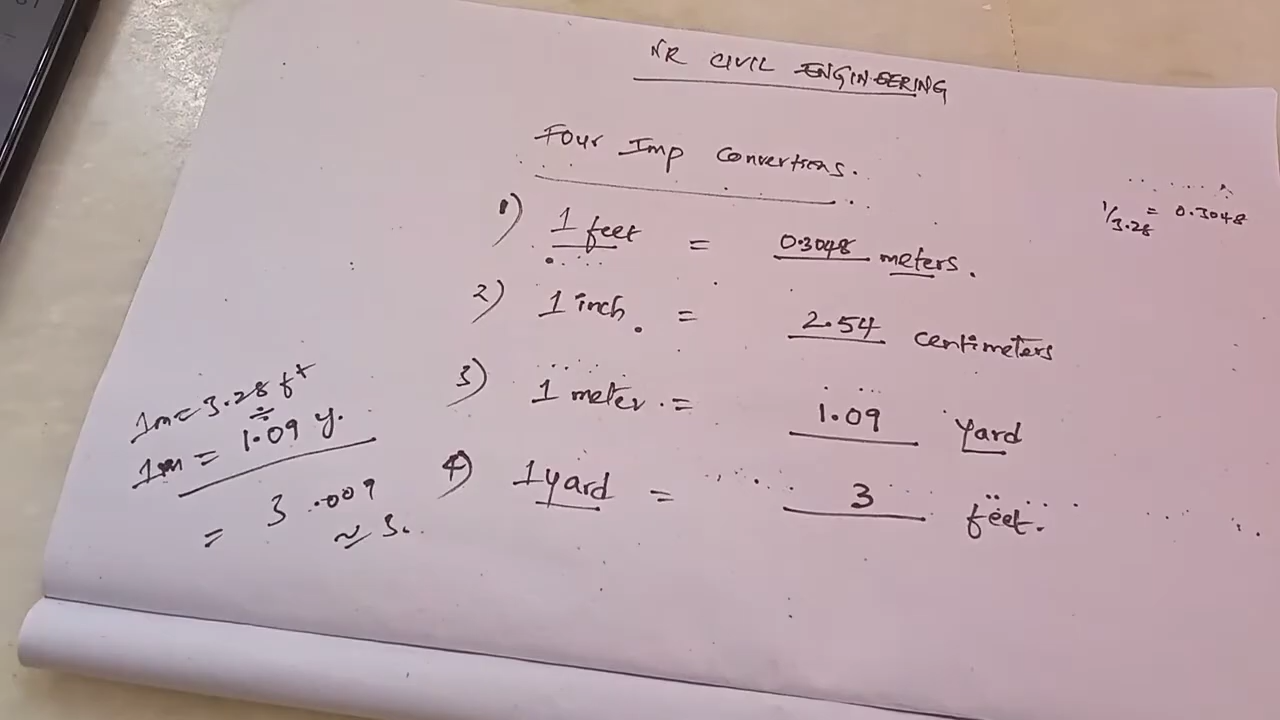 NR CIVIL ENGINEERING
Four Imp Convertions.
1/3.28 = 0.3048
1) 1 feet = 0.3048 meters.
2) 1 inch. = 2.54 centimeters
3) 1 meter. = 1.09 Yard
4) 1 yard = 3 feet.
1m = 3.28 ft
÷
1m = 1.09 y.
= 3.009
≈ 3.